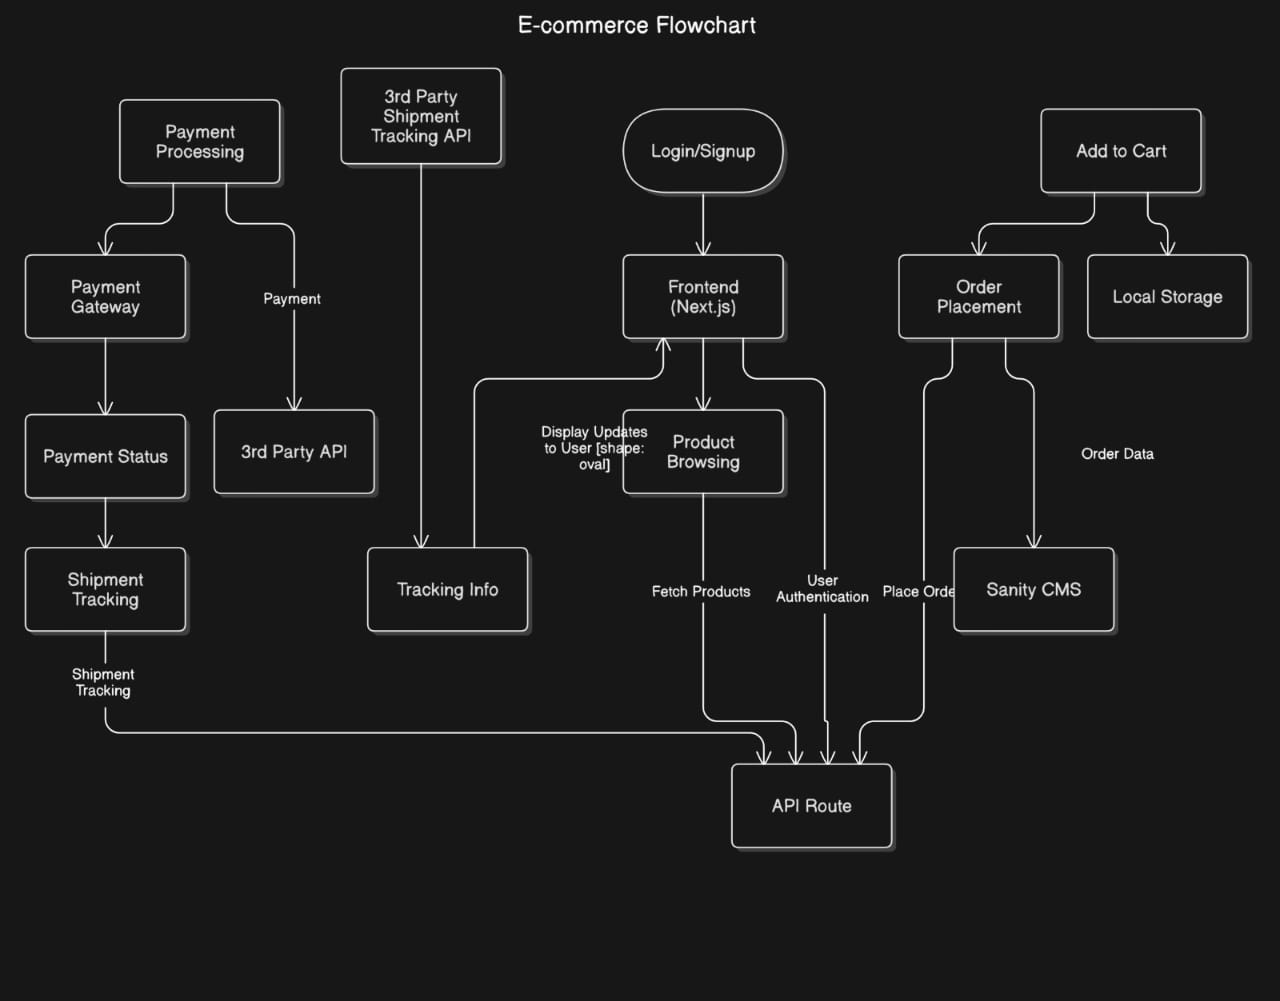 E-commerce Flowchart
Payment
Processing
3rd Party
Shipment
Tracking API
Login/Signup
Add to Cart
Payment
Gateway
Payment
Frontend
(Next.js)
Order
Placement
Local Storage
Payment Status
3rd Party API
Display Updates
to User [shape:
oval]
Product
Browsing
Order Data
Shipment
Tracking
Tracking Info
Fetch Products
User
Authentication
Place Orde
Sanity CMS
Shipment
Tracking
API Route